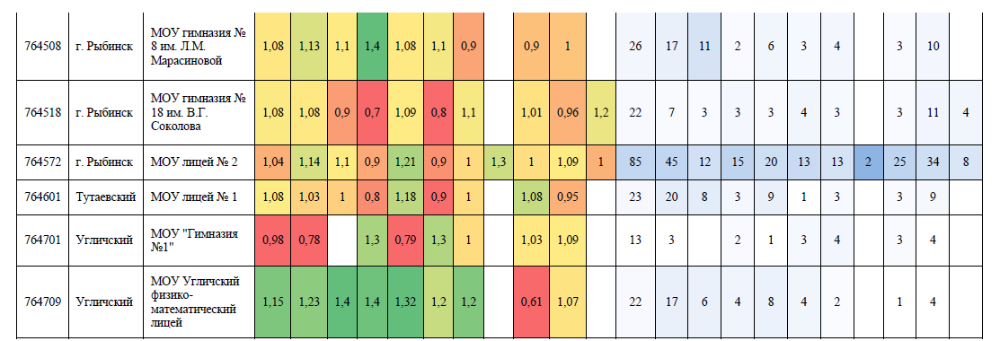 764508 г. Рыбинск МОУ гимназия № 8 им. Л.М. Марасиновой 1,08 1,13 1,1 1,4 1,08 1,1 0,9 0,9 1 26 17 11 2 6 3 4 3 10
764518 г. Рыбинск МОУ гимназия № 18 им. В.Г. Соколова 1,08 1,08 0,9 0,7 1,09 0,8 1,1 1,01 0,96 1,2 22 7 3 3 3 4 3 3 11 4
764572 г. Рыбинск МОУ лицей № 2 1,04 1,14 1,1 0,9 1,21 0,9 1 1,3 1 1,09 1 85 45 12 15 20 13 13 2 25 34 8
764601 Тутаевский МОУ лицей № 1 1,08 1,03 1 0,8 1,18 0,9 1 1,08 0,95 23 20 8 3 9 1 3 3 9
764701 Угличский МОУ "Гимназия №1" 0,98 0,78 1,3 0,79 1,3 1 1,03 1,09 13 3 2 1 3 4 3 4
764709 Угличский МОУ Угличский физико-математический лицей 1,15 1,23 1,4 1,4 1,32 1,2 1,2 0,61 1,07 22 17 6 4 8 4 2 1 4